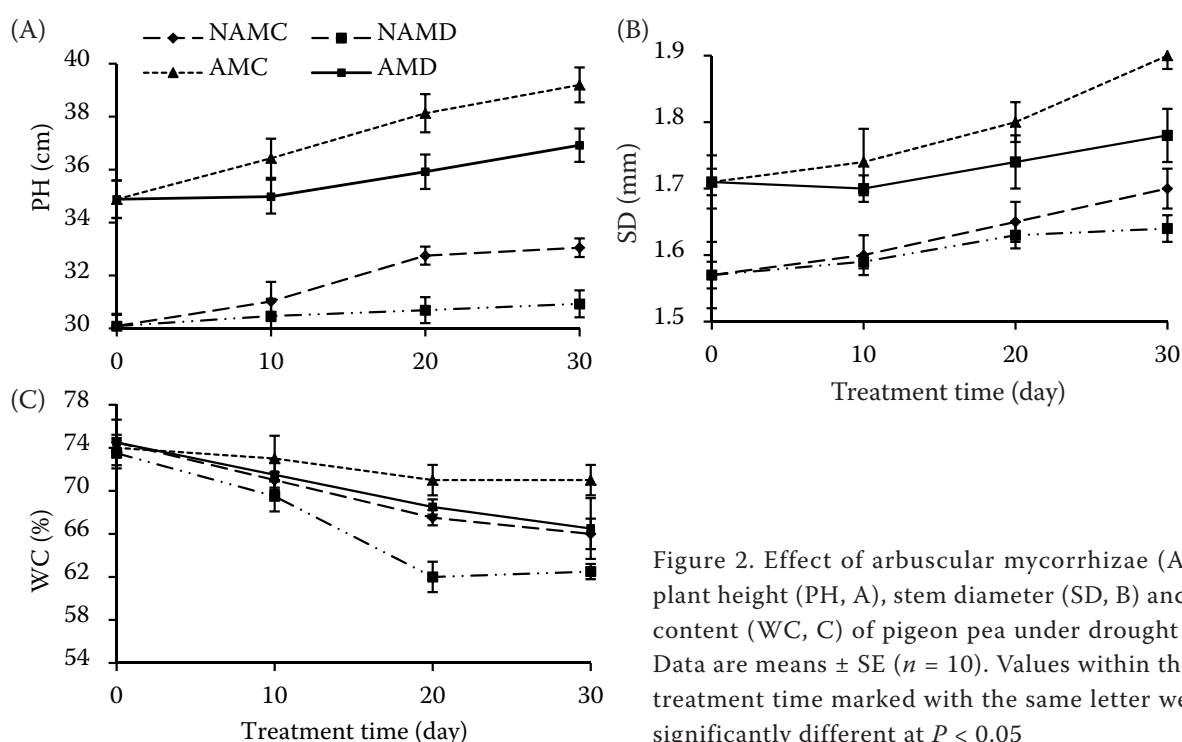 (A)
NAMC NAMD
AMC AMD
40
38
36
34
32
30
PH (cm)
0 10 20 30
(B)
1.9
1.8
1.7
1.6
1.5
SD (mm)
0 10 20 30
Treatment time (day)
(C)
78
74
70
66
62
58
54
WC (%)
0 10 20 30
Treatment time (day)
Figure 2. Effect of arbuscular mycorrhizae (A
plant height (PH, A), stem diameter (SD, B) and
content (WC, C) of pigeon pea under drought
Data are means ± SE (n = 10). Values within th
treatment time marked with the same letter we
significantly different at P < 0.05